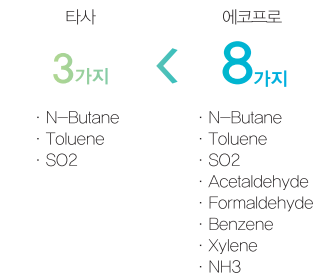 타사
에코프로
3가지 < 8가지
· N-Butane
· Toluene
· SO2
· N-Butane
· Toluene
· SO2
· Acetaldehyde
· Formaldehyde
· Benzene
· Xylene
· NH3